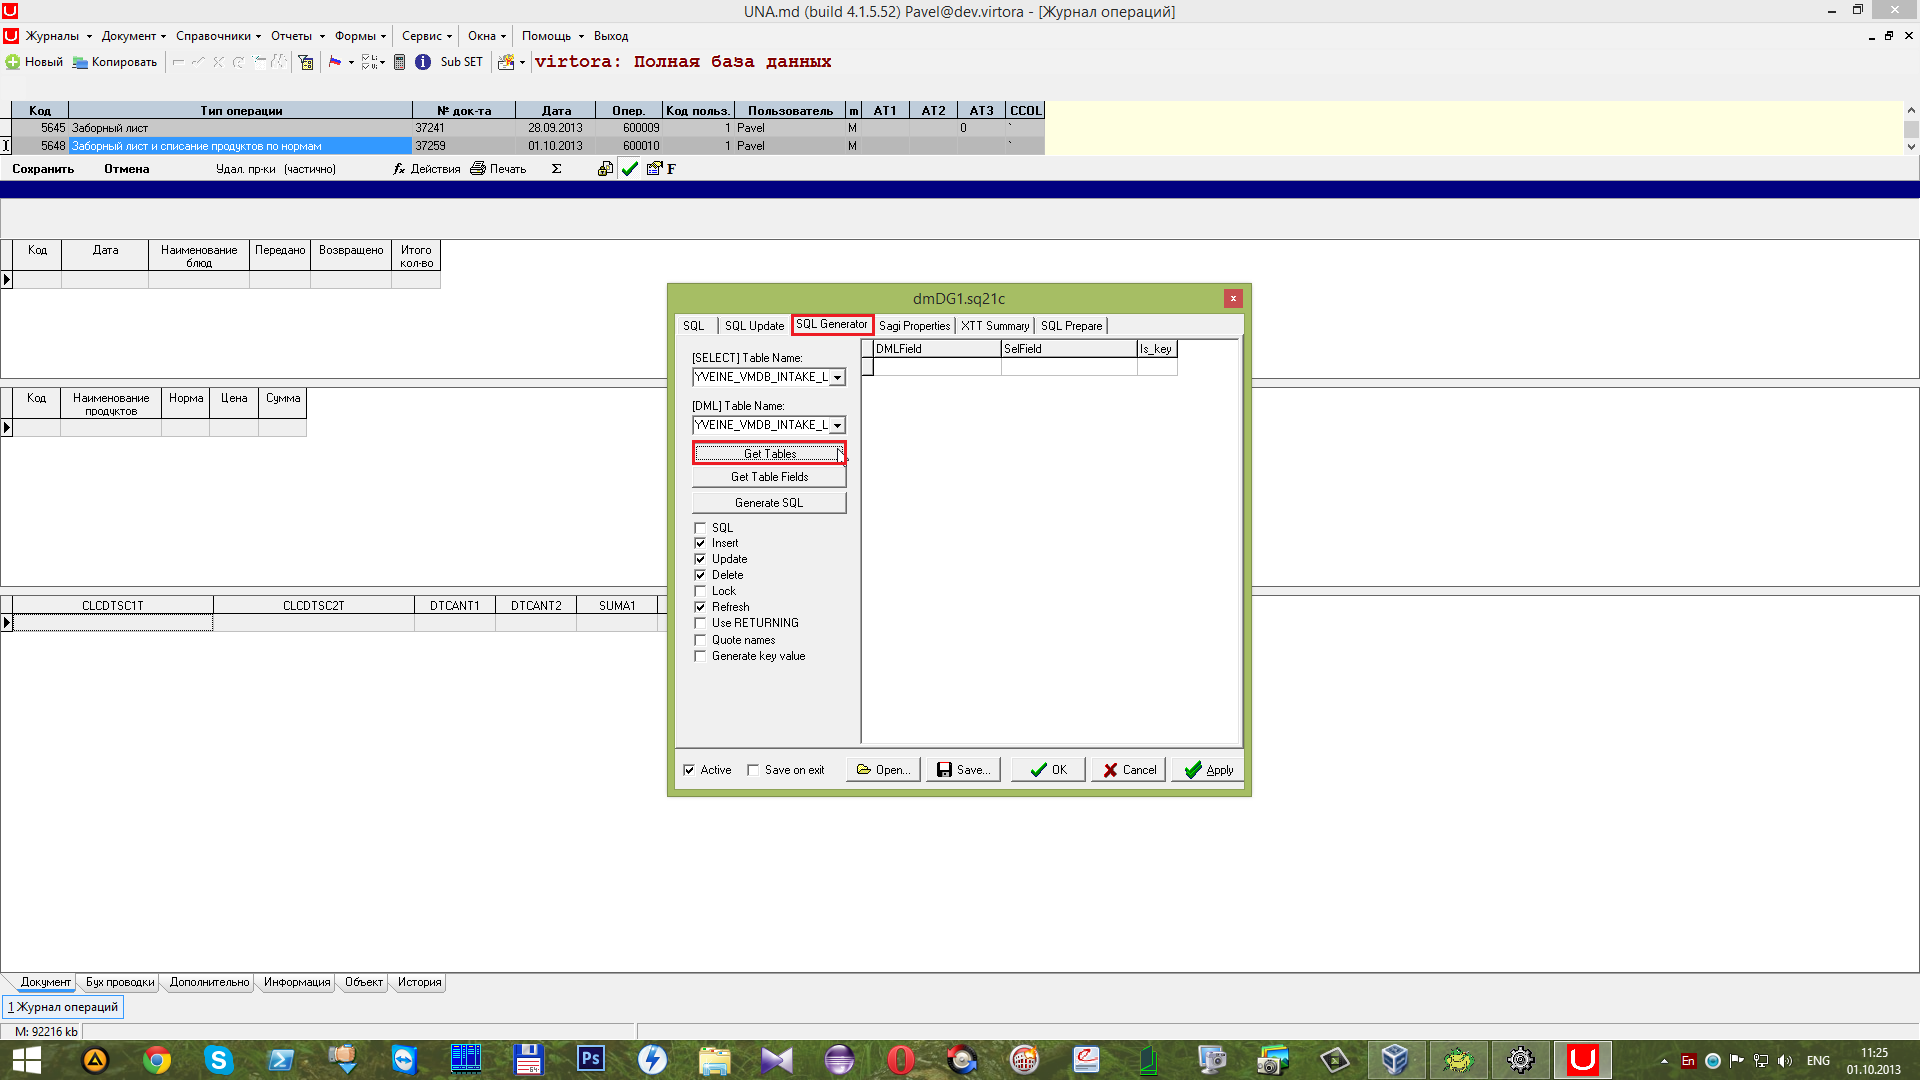 UNA.md (build 4.1.5.52) Pavel@dev.virtora - [Журнал операций]
Журналы Документ Справочники Отчеты Формы Сервис Окна Помощь Выход
Новый Копировать Sub SET virtora: Полная база данных
Код Тип операции № док-та Дата Опер. Код польз. Пользователь m AT1 AT2 AT3 CCOL
5645 Заборный лист 37241 28.09.2013 600009 1 Pavel M 0 `
5648 Заборный лист и списание продуктов по нормам 37259 01.10.2013 600010 1 Pavel M `
Сохранить Отмена Удал. пр-ки (частично) fx Действия Печать Σ F
Код Дата Наименование блюд Передано Возвращено Итого кол-во
Код Наименование продуктов Норма Цена Сумма
CLCDTSC1T CLCDTSC2T DTCANT1 DTCANT2 SUMA1
dmDG1.sq21c
SQL SQL Update SQL Generator Sagi Properties XTT Summary SQL Prepare
[SELECT] Table Name:
YVEINE_VMDB_INTAKE_L
[DML] Table Name:
YVEINE_VMDB_INTAKE_L
Get Tables
Get Table Fields
Generate SQL
SQL
Insert
Update
Delete
Lock
Refresh
Use RETURNING
Quote names
Generate key value
DMLField SelField Is_key
Active Save on exit Open... Save... OK Cancel Apply
Документ Бух проводки Дополнительно Информация Объект История
1 Журнал операций
M: 92216 kb
Ps
64
En ENG
11:25
01.10.2013